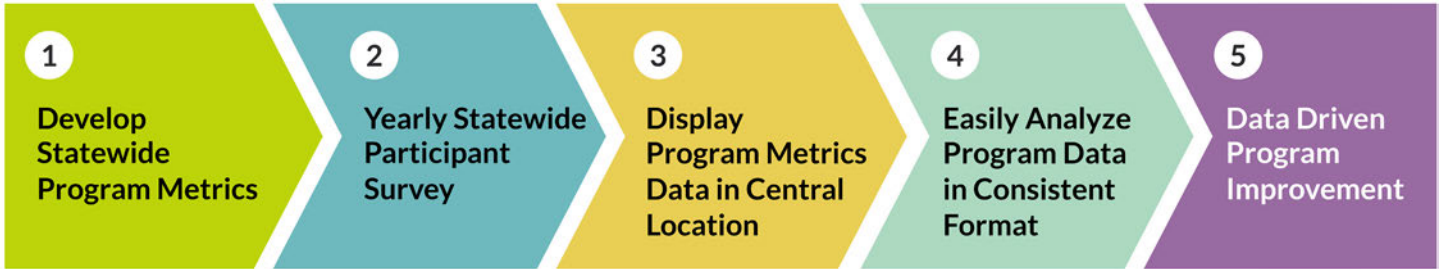 1
Develop
Statewide
Program Metrics
2
Yearly Statewide
Participant
Survey
3
Display
Program Metrics
Data in Central
Location
4
Easily Analyze
Program Data
in Consistent
Format
5
Data Driven
Program
Improvement